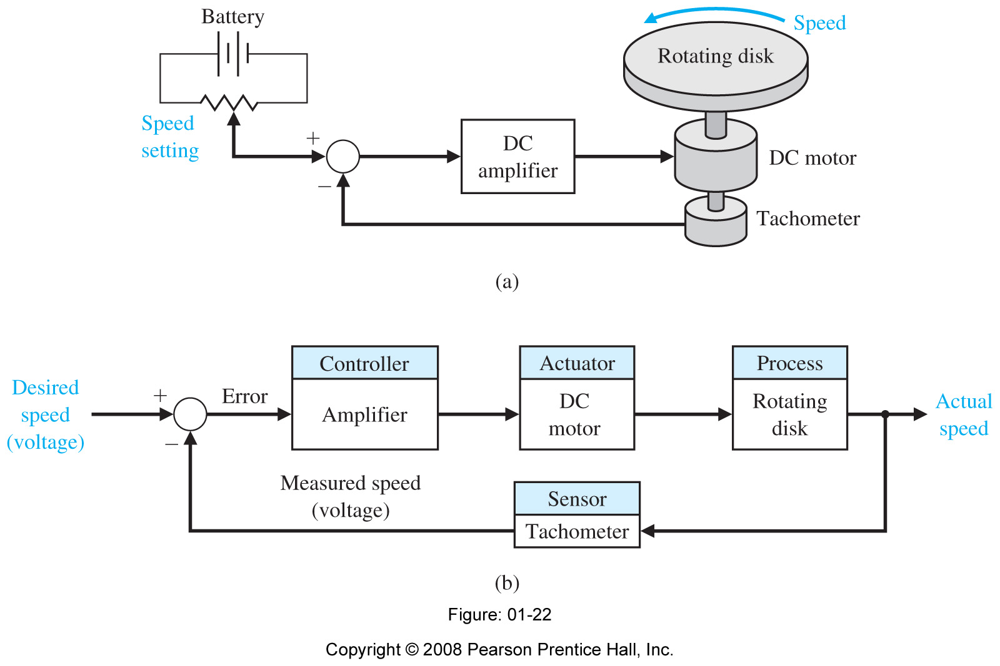 Battery
Speed
Rotating disk
Speed
setting
+
−
DC
amplifier
DC motor
Tachometer
(a)
Desired
speed
(voltage)
+
−
Error
Controller
Amplifier
Actuator
DC
motor
Process
Rotating
disk
Actual
speed
Measured speed
(voltage)
Sensor
Tachometer
(b)
Figure: 01-22
Copyright © 2008 Pearson Prentice Hall, Inc.